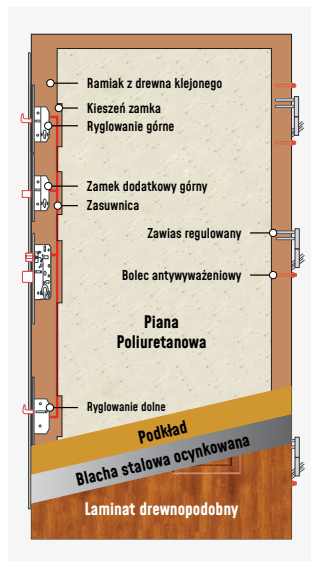 Ramiak z drewna klejonego
Kieszeń zamka
Ryglowanie górne
Zamek dodatkowy górny
Zasuwnica
Zawias regulowany
Bolec antywyważeniowy
Piana
Poliuretanowa
Ryglowanie dolne
Podkład
Blacha stalowa ocynkowana
Laminat drewnopodobny